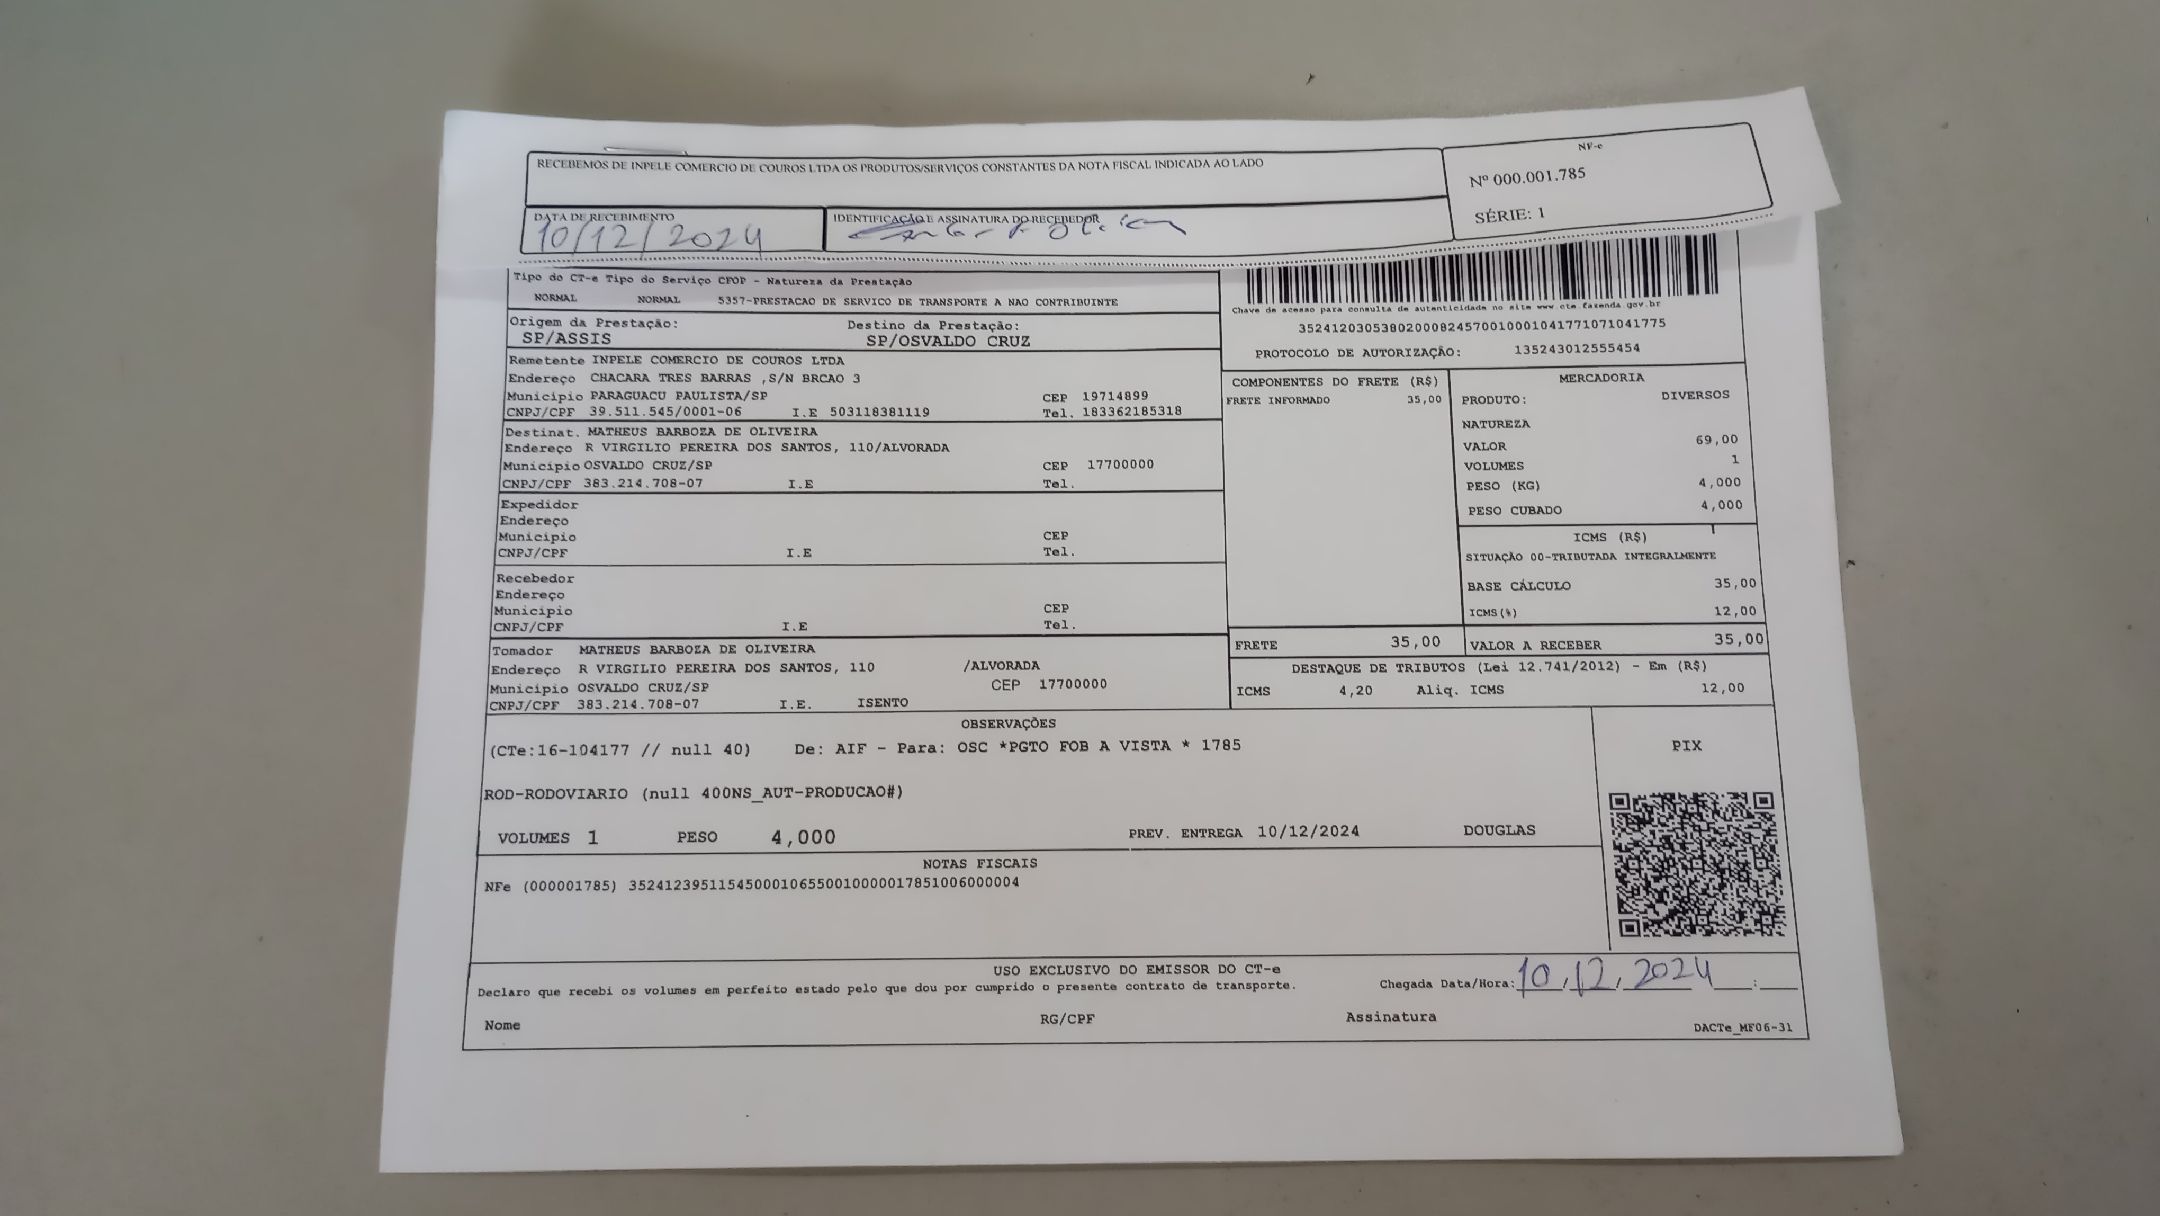 RECEBEMOS DE INPELE COMERCIO DE COUROS LTDA OS PRODUTOS/SERVIÇOS CONSTANTES DA NOTA FISCAL INDICADA AO LADO
NF-e
Nº 000.001.785
SÉRIE: 1
DATA DE RECEBIMENTO
10/12/2024
IDENTIFICAÇÃO E ASSINATURA DO RECEBEDOR
Tipo do CT-e Tipo do Serviço CFOP - Natureza da Prestação
NORMAL NORMAL 5357-PRESTACAO DE SERVICO DE TRANSPORTE A NAO CONTRIBUINTE
Origem da Prestação: Destino da Prestação:
SP/ASSIS SP/OSVALDO CRUZ
Chave de acesso para consulta de autenticidade no site www.cte.fazenda.gov.br
35241203053802000824570010001041771071041775
PROTOCOLO DE AUTORIZAÇÃO: 135243012555454
Remetente INPELE COMERCIO DE COUROS LTDA
Endereço CHACARA TRES BARRAS ,S/N BRCAO 3
Municipio PARAGUACU PAULISTA/SP CEP 19714899
CNPJ/CPF 39.511.545/0001-06 I.E 503118381119 Tel. 183362185318
Destinat. MATHEUS BARBOZA DE OLIVEIRA
Endereço R VIRGILIO PEREIRA DOS SANTOS, 110/ALVORADA
Municipio OSVALDO CRUZ/SP CEP 17700000
CNPJ/CPF 383.214.708-07 I.E Tel.
Expedidor
Endereço
Municipio CEP
CNPJ/CPF I.E Tel.
Recebedor
Endereço
Municipio CEP
CNPJ/CPF I.E Tel.
Tomador MATHEUS BARBOZA DE OLIVEIRA
Endereço R VIRGILIO PEREIRA DOS SANTOS, 110 /ALVORADA
Municipio OSVALDO CRUZ/SP CEP 17700000
CNPJ/CPF 383.214.708-07 I.E. ISENTO
COMPONENTES DO FRETE (R$)
FRETE INFORMADO 35,00
MERCADORIA
PRODUTO: DIVERSOS
NATUREZA
VALOR 69,00
VOLUMES 1
PESO (KG) 4,000
PESO CUBADO 4,000
ICMS (R$)
SITUAÇÃO 00-TRIBUTADA INTEGRALMENTE
BASE CÁLCULO 35,00
ICMS(%) 12,00
FRETE 35,00 VALOR A RECEBER 35,00
DESTAQUE DE TRIBUTOS (Lei 12.741/2012) - Em (R$)
ICMS 4,20 Aliq. ICMS 12,00
OBSERVAÇÕES
(CTe:16-104177 // null 40) De: AIF - Para: OSC *PGTO FOB A VISTA * 1785
ROD-RODOVIARIO (null 400NS_AUT-PRODUCAO#)
VOLUMES 1 PESO 4,000 PREV. ENTREGA 10/12/2024 DOUGLAS
PIX
NOTAS FISCAIS
NFe (000001785) 35241239511545000106550010000017851006000004
USO EXCLUSIVO DO EMISSOR DO CT-e
Declaro que recebi os volumes em perfeito estado pelo que dou por cumprido o presente contrato de transporte.
Chegada Data/Hora: 10,12,2024 :
Nome RG/CPF Assinatura
DACTe_MF06-31